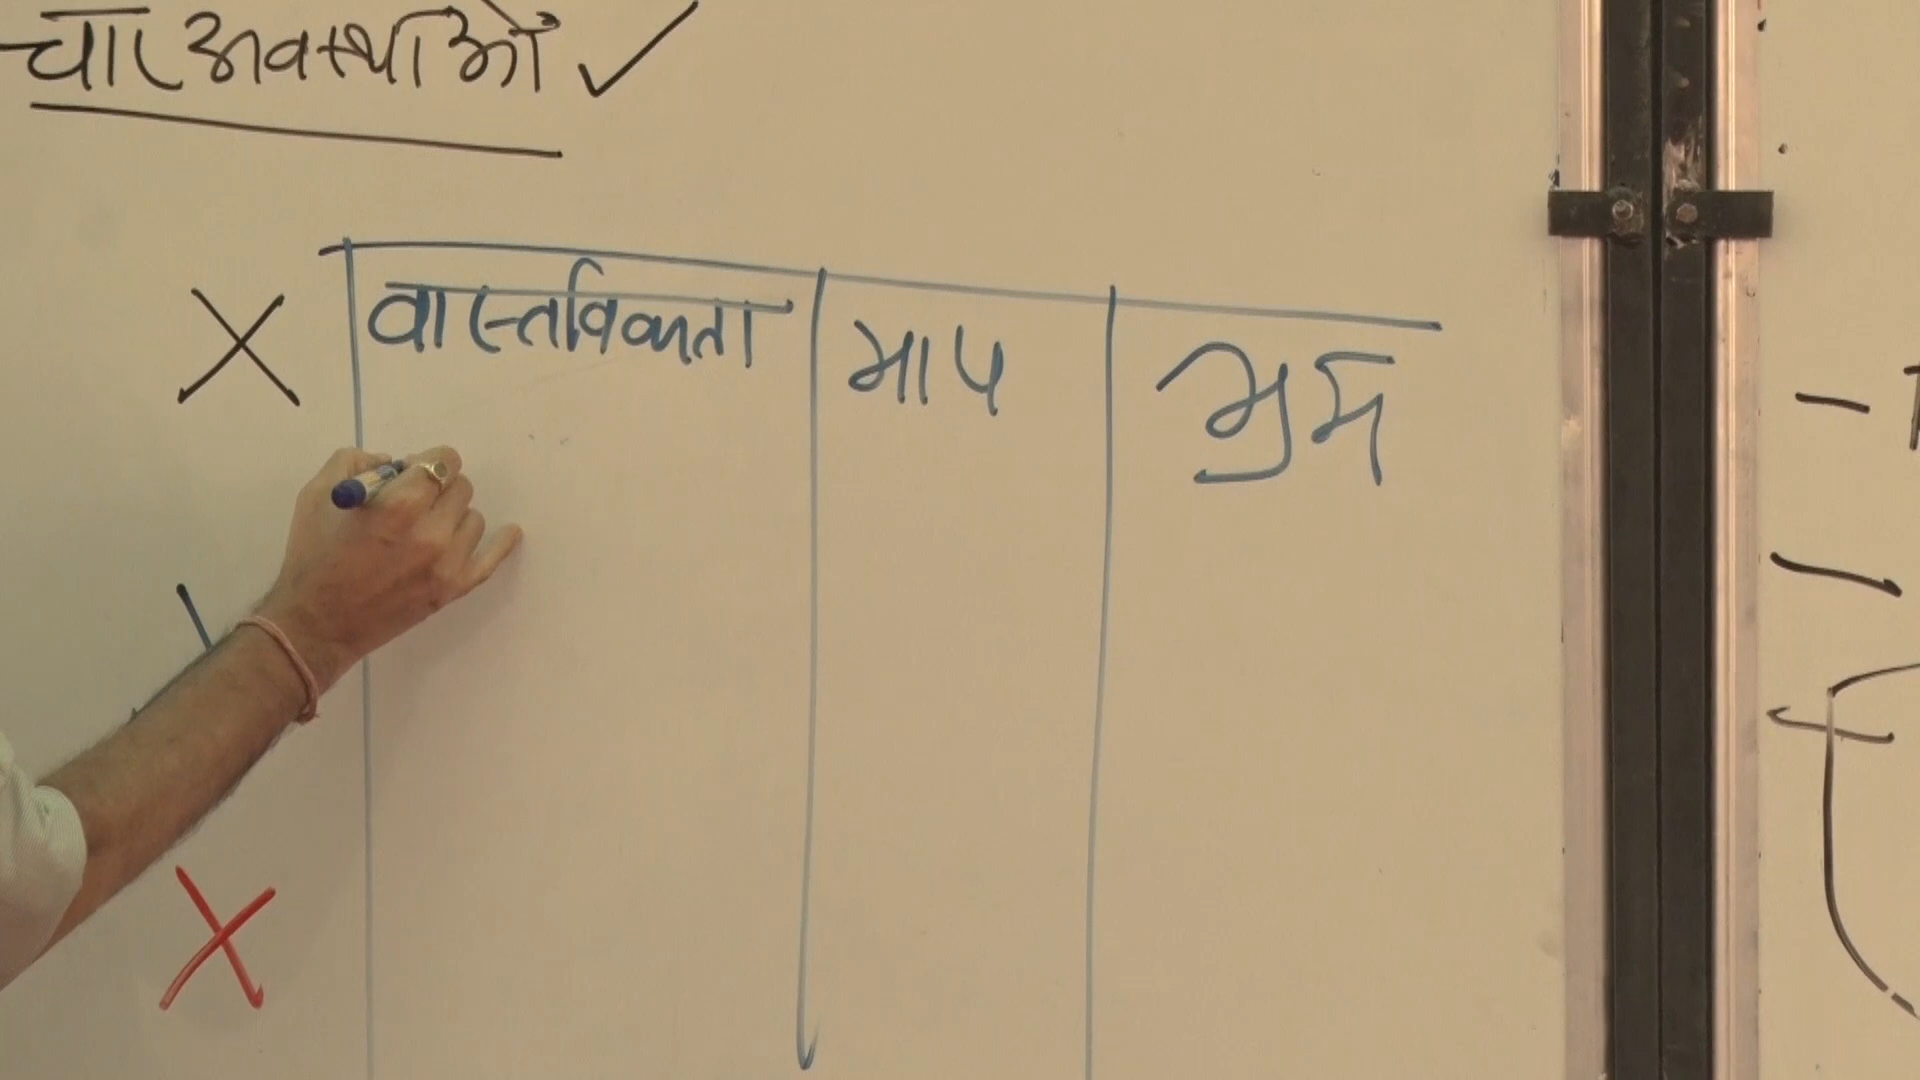 चार अवस्थाओं ✓
वास्तविकता माप भ्रम
X
X